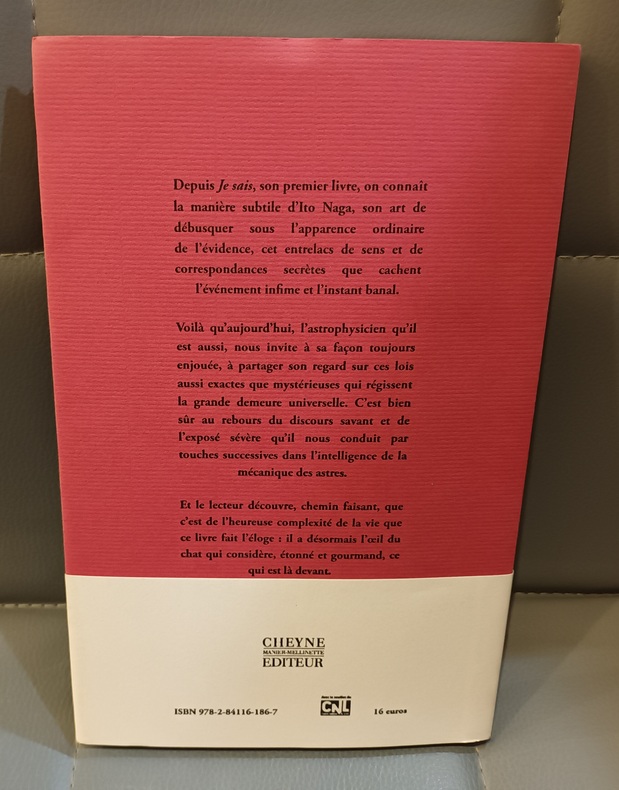 Depuis Je sais, son premier livre, on connaît
la manière subtile d'Ito Naga, son art de
débusquer sous l'apparence ordinaire
de l'évidence, cet entrelacs de sens et de
correspondances secrètes que cachent
l'événement infime et l'instant banal.
Voilà qu'aujourd'hui, l'astrophysicien qu'il
est aussi, nous invite à sa façon toujours
enjouée, à partager son regard sur ces lois
aussi exactes que mystérieuses qui régissent
la grande demeure universelle. C'est bien
sûr au rebours du discours savant et de
l'exposé sévère qu'il nous conduit par
touches successives dans l'intelligence de la
mécanique des astres.
Et le lecteur découvre, chemin faisant, que
c'est de l'heureuse complexité de la vie que
ce livre fait l'éloge : il a désormais l'œil du
chat qui considère, étonné et gourmand, ce
qui est là devant.
CHEYNE
MANIER-MELLINETTE
EDITEUR
ISBN 978-2-84116-186-7
CNL
16 euros